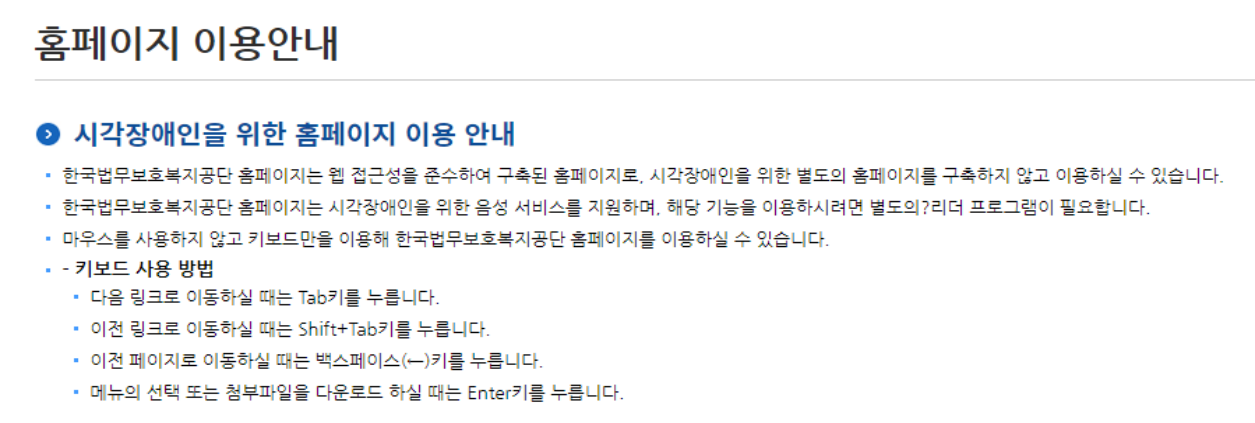 홈페이지 이용안내
시각장애인을 위한 홈페이지 이용 안내
한국법무보호복지공단 홈페이지는 웹 접근성을 준수하여 구축된 홈페이지로, 시각장애인을 위한 별도의 홈페이지를 구축하지 않고 이용하실 수 있습니다.
한국법무보호복지공단 홈페이지는 시각장애인을 위한 음성 서비스를 지원하며, 해당 기능을 이용하시려면 별도의?리더 프로그램이 필요합니다.
마우스를 사용하지 않고 키보드만을 이용해 한국법무보호복지공단 홈페이지를 이용하실 수 있습니다.
- 키보드 사용 방법
다음 링크로 이동하실 때는 Tab키를 누릅니다.
이전 링크로 이동하실 때는 Shift+Tab키를 누릅니다.
이전 페이지로 이동하실 때는 백스페이스(←)키를 누릅니다.
메뉴의 선택 또는 첨부파일을 다운로드 하실 때는 Enter키를 누릅니다.